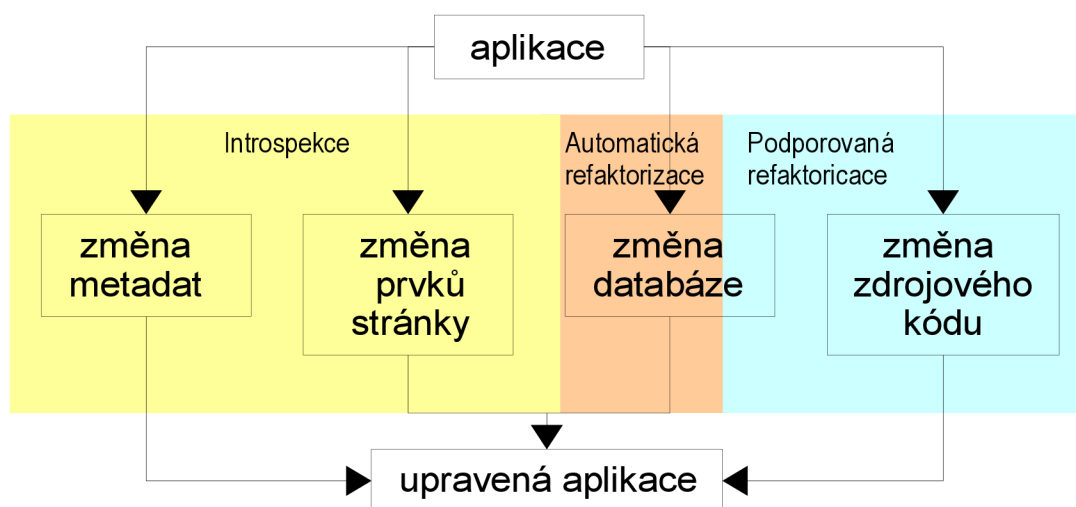 aplikace
Introspekce
Automatická
refaktorizace
Podporovaná
refaktoricace
změna
metadat
změna
prvků
stránky
změna
databáze
změna
zdrojového
kódu
upravená aplikace